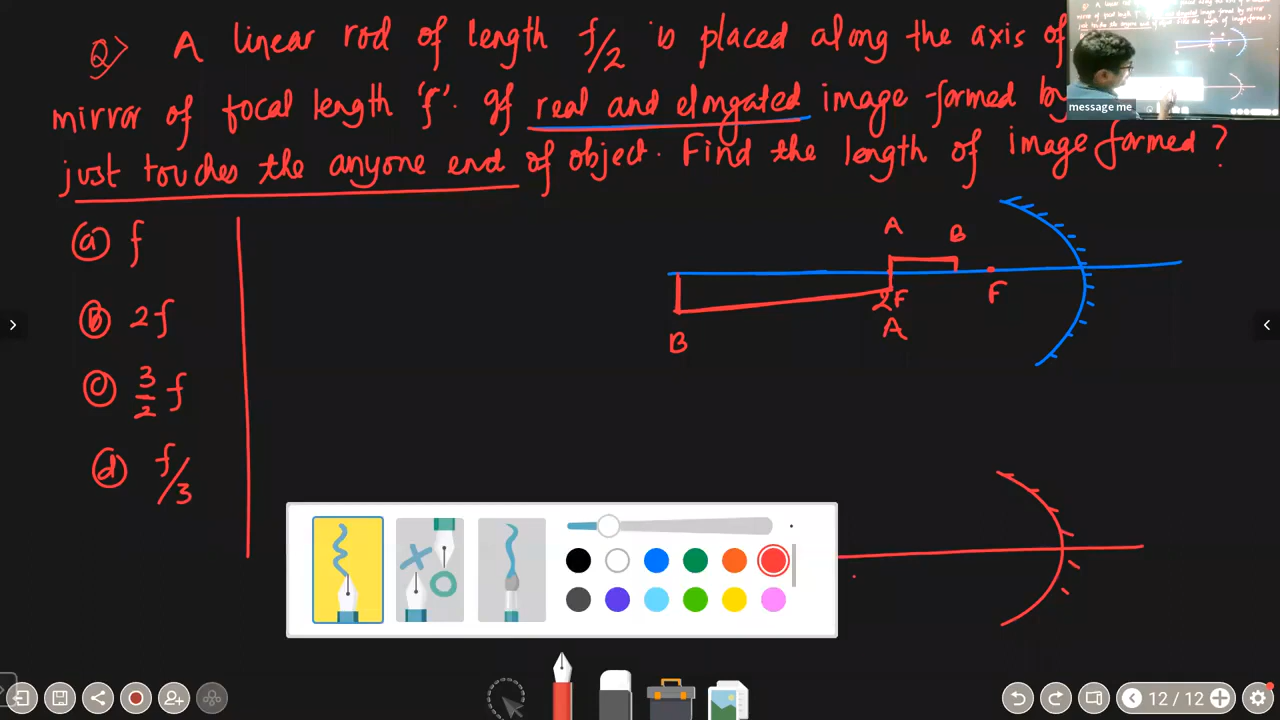 Q> A linear rod of length f/2 is placed along the axis of
mirror of focal length 'f'. If real and elongated image formed by
just touches the anyone end of object. Find the length of image formed ?
message me
(a) f
(B) 2f
(C) 3/2 f
(d) f/3
A B
2F F
A
B
12 / 12